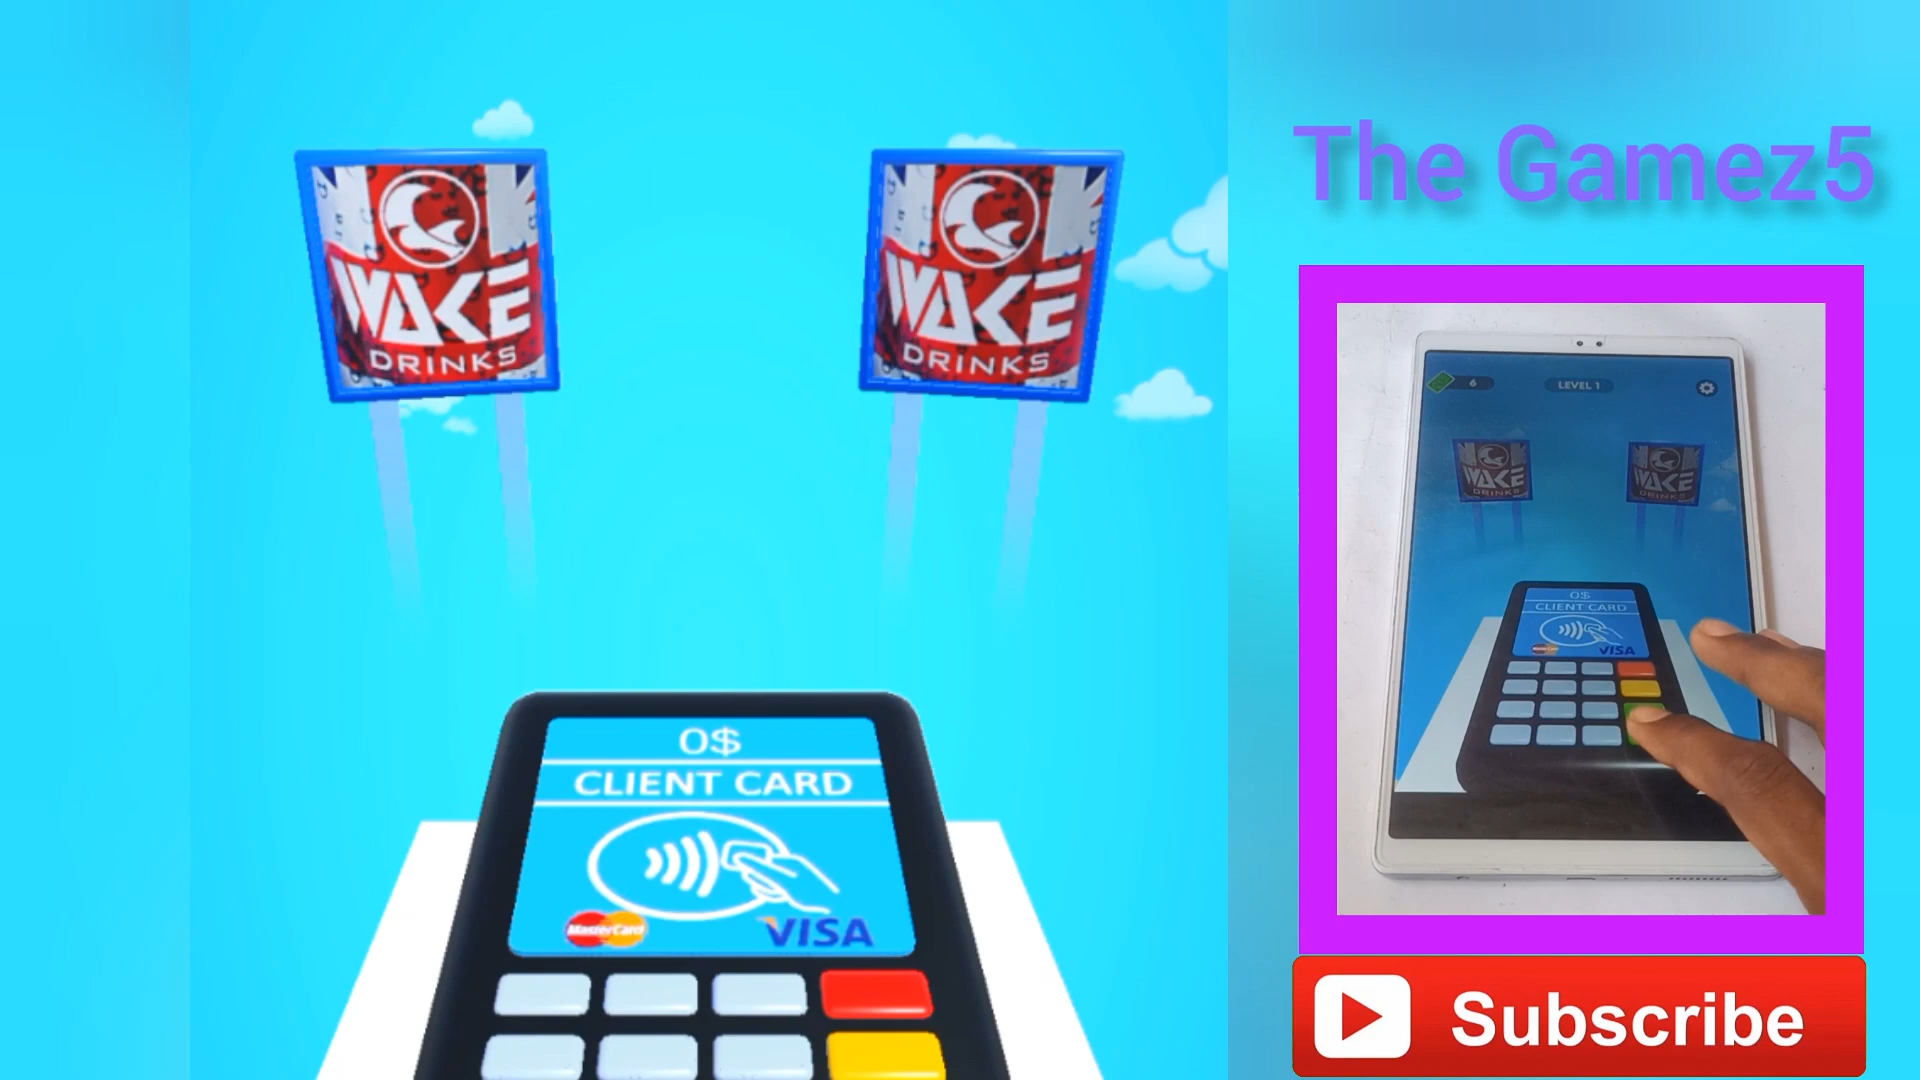 The Gamez5
WAKE
DRINKS
WAKE
DRINKS
6
LEVEL 1
WAKE
DRINKS
WAKE
DRINKS
0$
CLIENT CARD
VISA
0$
CLIENT CARD
MasterCard
VISA
Subscribe